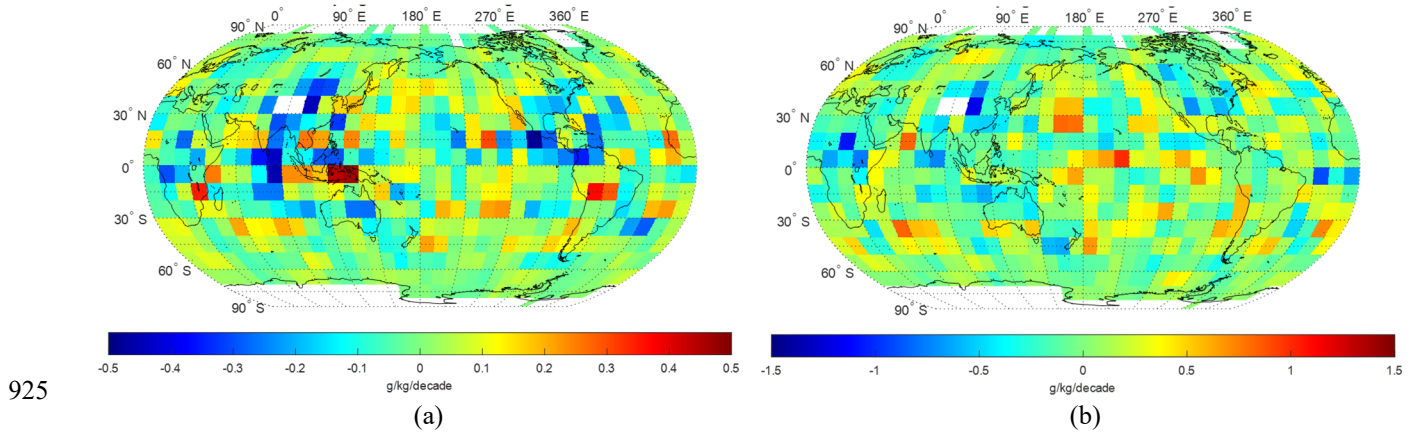 0° 90° E 180° E 270° E 360° E
90° N
60° N
30° N
0°
30° S
60° S
90° S
-0.5 -0.4 -0.3 -0.2 -0.1 0 0.1 0.2 0.3 0.4 0.5
g/kg/decade
(a)
0° 90° E 180° E 270° E 360° E
90° N
60° N
30° N
0°
30° S
60° S
90° S
-1.5 -1 -0.5 0 0.5 1 1.5
g/kg/decade
(b)
925